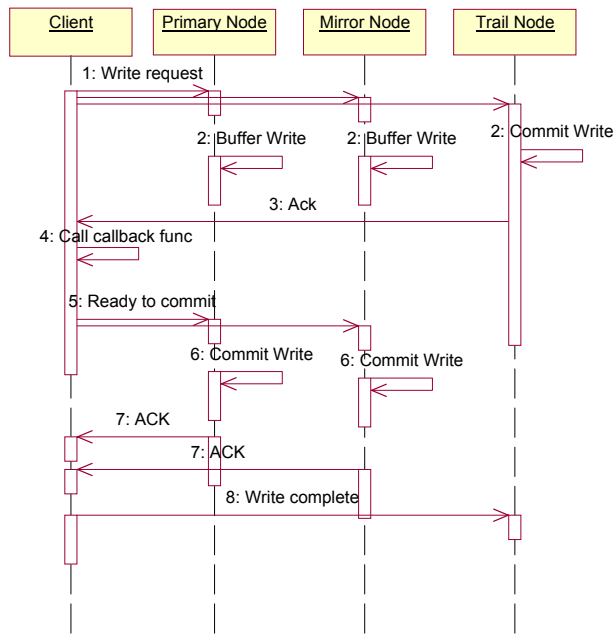 Client
Primary Node
Mirror Node
Trail Node
1: Write request
2: Buffer Write
2: Buffer Write
2: Commit Write
3: Ack
4: Call callback func
5: Ready to commit
6: Commit Write
6: Commit Write
7: ACK
7: ACK
8: Write complete